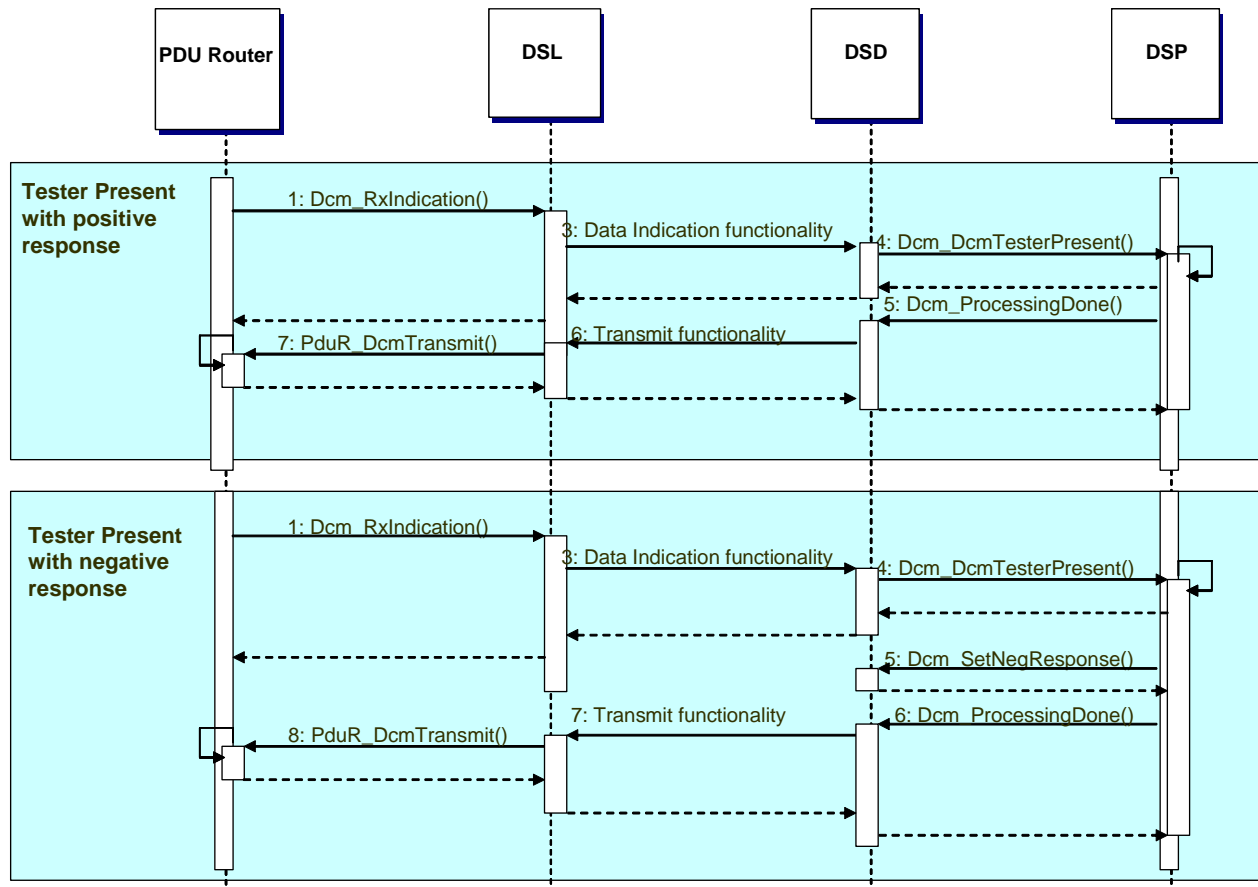 PDU Router
DSL
DSD
DSP
Tester Present
with positive
response
1: Dcm_RxIndication()
3: Data Indication functionality
4: Dcm_DcmTesterPresent()
5: Dcm_ProcessingDone()
6: Transmit functionality
7: PduR_DcmTransmit()
Tester Present
with negative
response
1: Dcm_RxIndication()
3: Data Indication functionality
4: Dcm_DcmTesterPresent()
5: Dcm_SetNegResponse()
6: Dcm_ProcessingDone()
7: Transmit functionality
8: PduR_DcmTransmit()